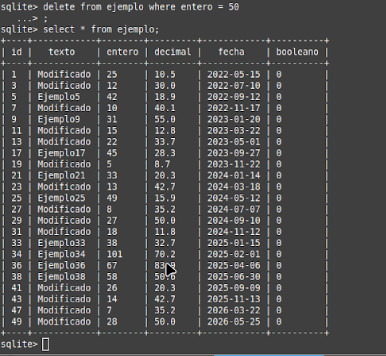 sqlite> delete from ejemplo where entero = 50
   ...> ;
sqlite> select * from ejemplo;
+----+------------+--------+---------+------------+----------+
| id |   texto    | entero | decimal |   fecha    | booleano |
+----+------------+--------+---------+------------+----------+
| 1  | Modificado | 25     | 10.5    | 2022-05-15 | 0        |
| 3  | Modificado | 12     | 30.0    | 2022-07-10 | 0        |
| 5  | Ejemplo5   | 42     | 18.9    | 2022-09-12 | 0        |
| 7  | Modificado | 10     | 40.1    | 2022-11-17 | 0        |
| 9  | Ejemplo9   | 31     | 55.0    | 2023-01-20 | 0        |
| 11 | Modificado | 15     | 12.8    | 2023-03-22 | 0        |
| 13 | Modificado | 22     | 33.7    | 2023-05-01 | 0        |
| 17 | Ejemplo17  | 45     | 28.3    | 2023-09-27 | 0        |
| 19 | Modificado | 5      | 8.7     | 2023-11-22 | 0        |
| 21 | Ejemplo21  | 33     | 20.3    | 2024-01-14 | 0        |
| 23 | Modificado | 13     | 42.7    | 2024-03-18 | 0        |
| 25 | Ejemplo25  | 49     | 15.9    | 2024-05-12 | 0        |
| 27 | Modificado | 8      | 35.2    | 2024-07-07 | 0        |
| 29 | Modificado | 27     | 50.0    | 2024-09-10 | 0        |
| 31 | Modificado | 18     | 11.8    | 2024-11-12 | 0        |
| 33 | Ejemplo33  | 38     | 32.7    | 2025-01-15 | 0        |
| 34 | Ejemplo34  | 101    | 70.2    | 2025-02-01 | 0        |
| 36 | Ejemplo36  | 67     |         | 2025-04-06 | 0        |
| 38 | Ejemplo38  | 58     |         | 2025-06-30 | 0        |
| 41 | Modificado | 26     | 20.3    | 2025-09-09 | 0        |
| 43 | Modificado | 14     | 42.7    | 2025-11-13 | 0        |
| 47 | Modificado | 7      | 35.2    | 2026-03-22 | 0        |
| 49 | Modificado | 28     | 50.0    | 2026-05-25 | 0        |
+----+------------+--------+---------+------------+----------+
sqlite>